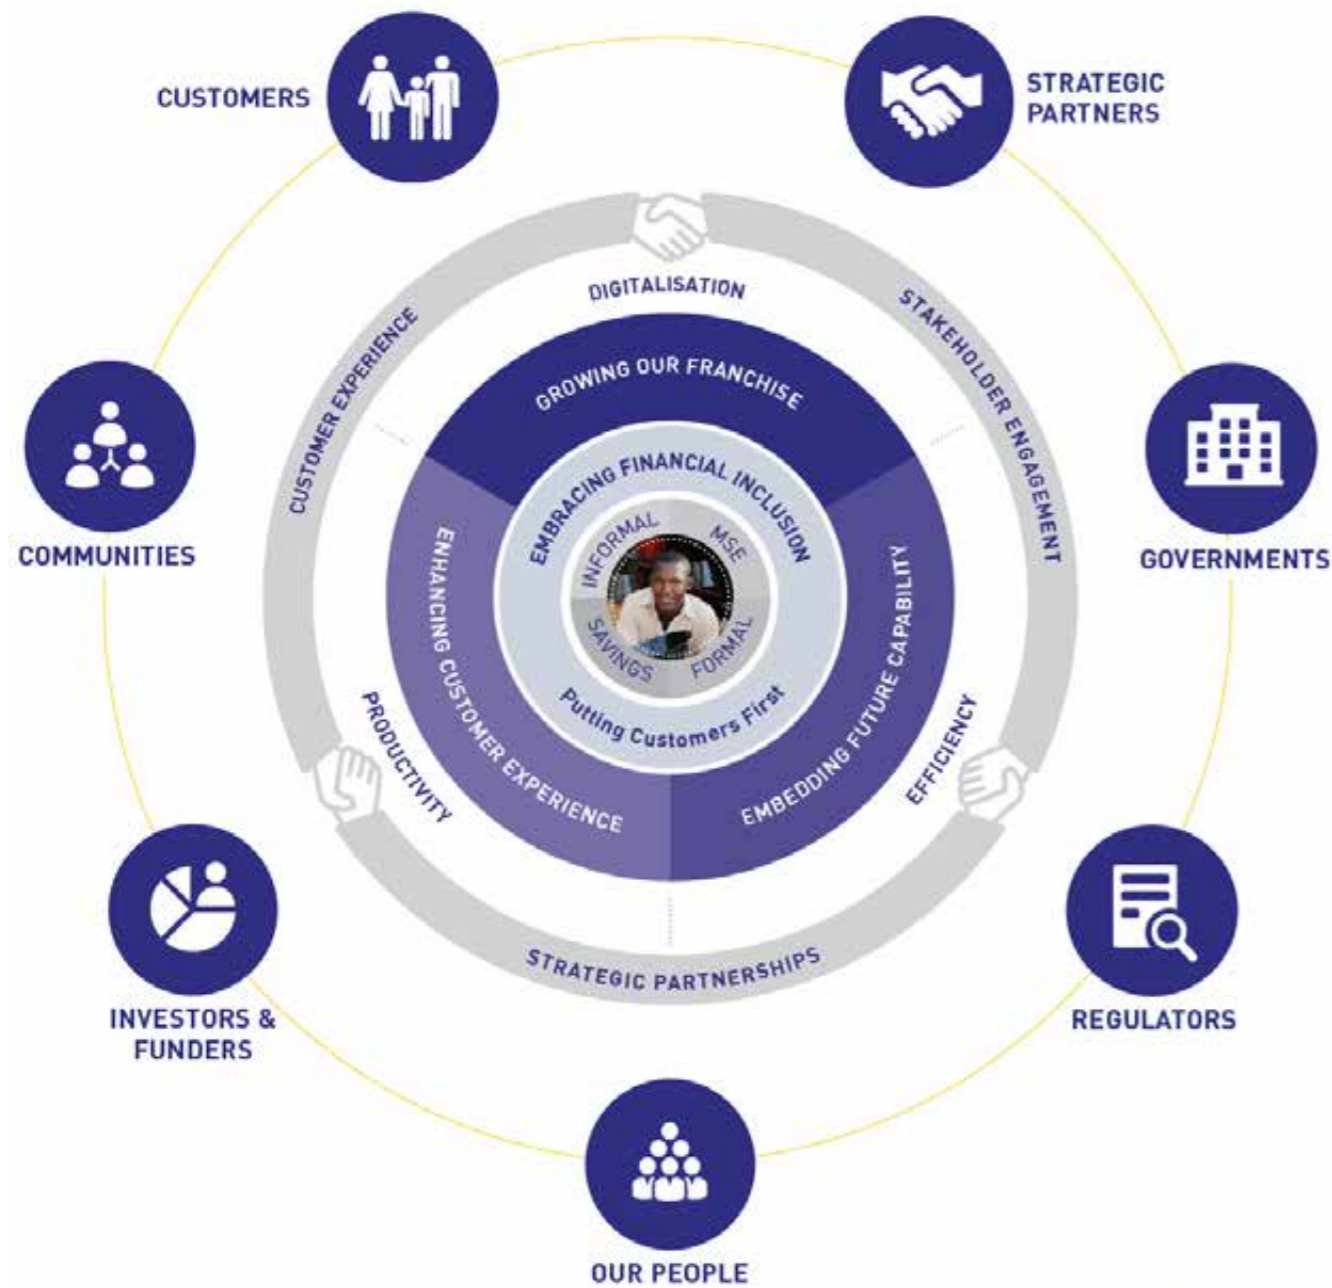 CUSTOMERS
STRATEGIC
PARTNERS
DIGITALISATION
CUSTOMER EXPERIENCE
STAKEHOLDER ENGAGEMENT
GROWING OUR FRANCHISE
EMBRACING FINANCIAL INCLUSION
INFORMAL
MSE
SAVINGS
FORMAL
Putting Customers First
ENHANCING CUSTOMER EXPERIENCE
EMBEDDING FUTURE CAPABILITY
COMMUNITIES
GOVERNMENTS
PRODUCTIVITY
EFFICIENCY
STRATEGIC PARTNERSHIPS
INVESTORS &
FUNDERS
REGULATORS
OUR PEOPLE